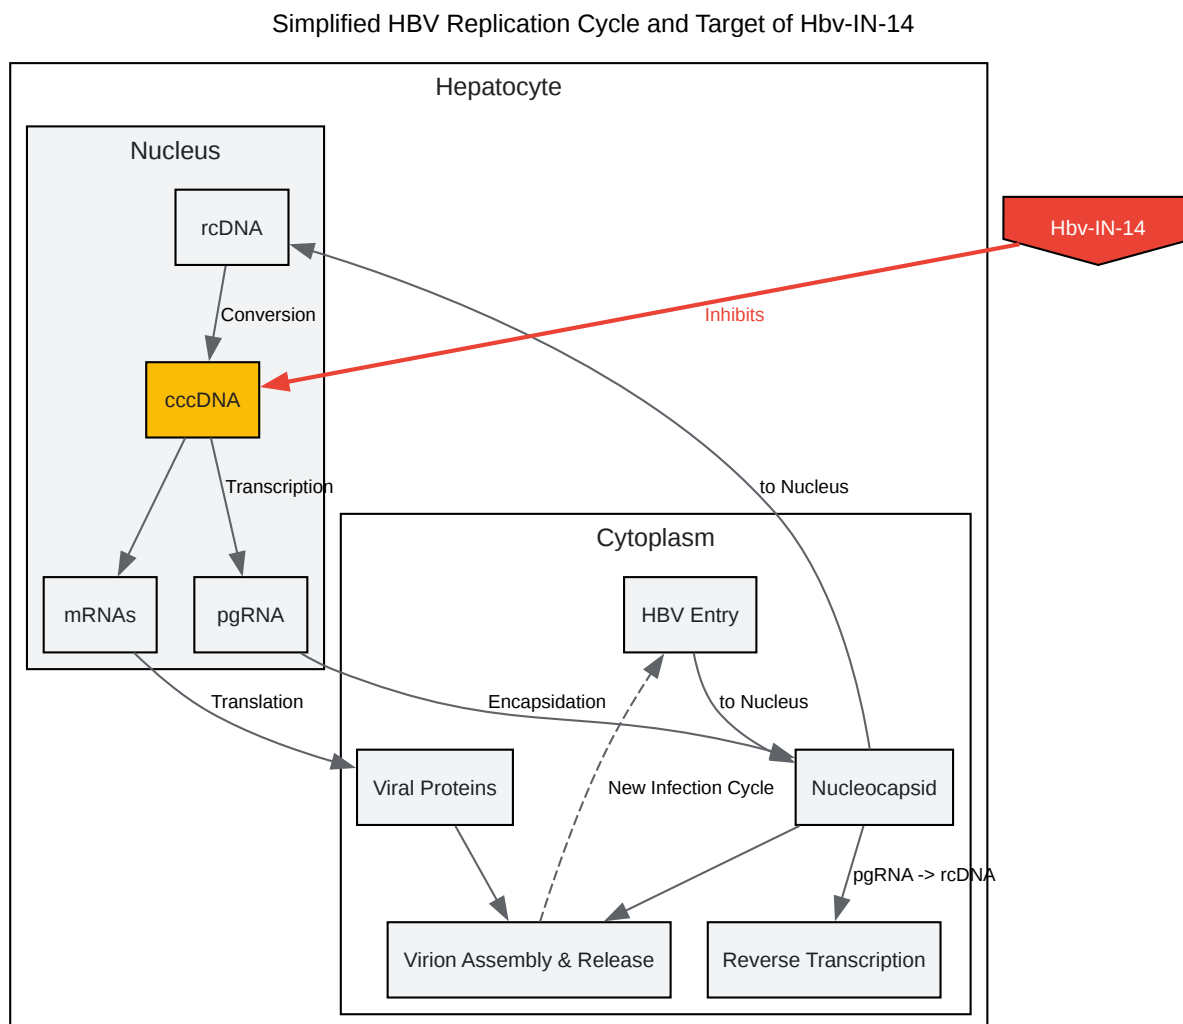 Simplified HBV Replication Cycle and Target of Hbv-IN-14
Hepatocyte
Nucleus
rcDNA
Hbv-IN-14
Conversion
Inhibits
cccDNA
Transcription
to Nucleus
Cytoplasm
mRNAs
pgRNA
HBV Entry
Translation
Encapsidation
to Nucleus
Viral Proteins
New Infection Cycle
Nucleocapsid
pgRNA -> rcDNA
Virion Assembly & Release
Reverse Transcription